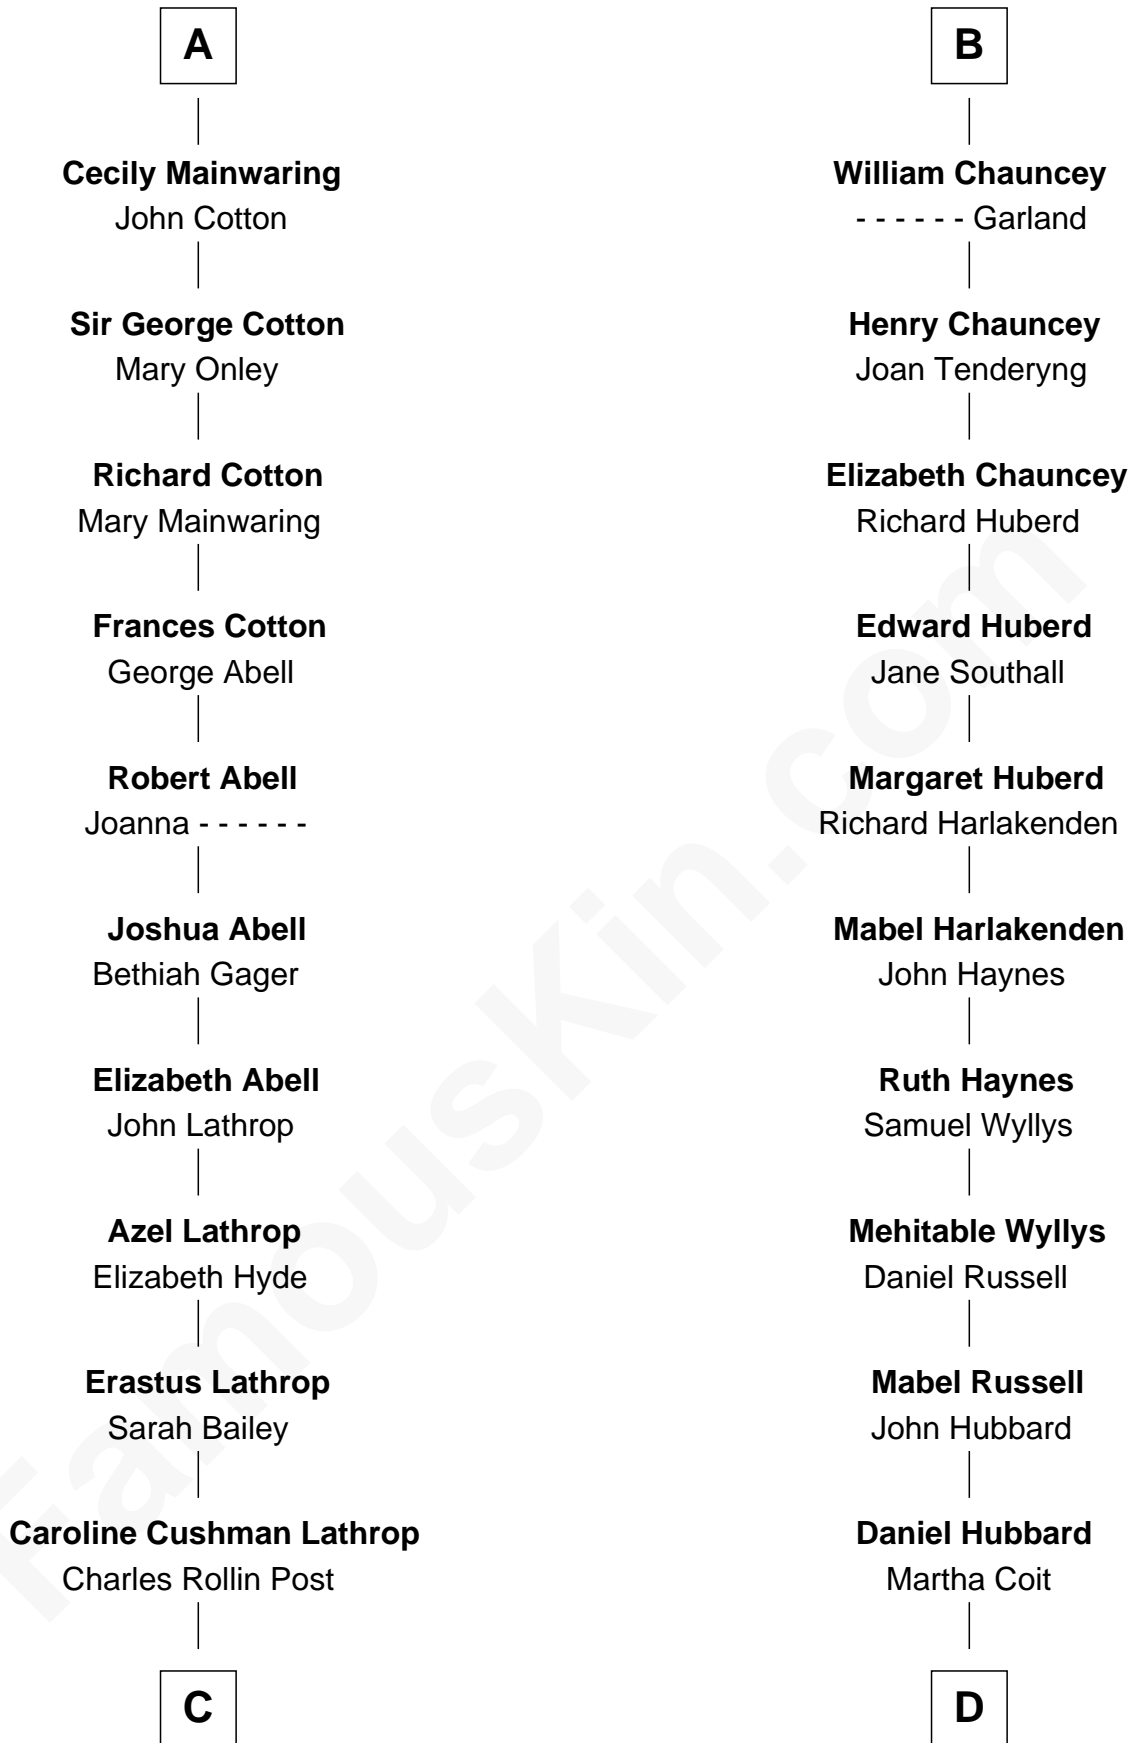 A
Cecily Mainwaring
John Cotton
Sir George Cotton
Mary Onley
Richard Cotton
Mary Mainwaring
Frances Cotton
George Abell
Robert Abell
Joanna - - - - - -
Joshua Abell
Bethiah Gager
Elizabeth Abell
John Lathrop
Azel Lathrop
Elizabeth Hyde
Erastus Lathrop
Sarah Bailey
Caroline Cushman Lathrop
Charles Rollin Post
C
B
William Chauncey
- - - - - - Garland
Henry Chauncey
Joan Tenderyng
Elizabeth Chauncey
Richard Huberd
Edward Huberd
Jane Southall
Margaret Huberd
Richard Harlakenden
Mabel Harlakenden
John Haynes
Ruth Haynes
Samuel Wyllys
Mehitable Wyllys
Daniel Russell
Mabel Russell
John Hubbard
Daniel Hubbard
Martha Coit
D
FamousKin.com